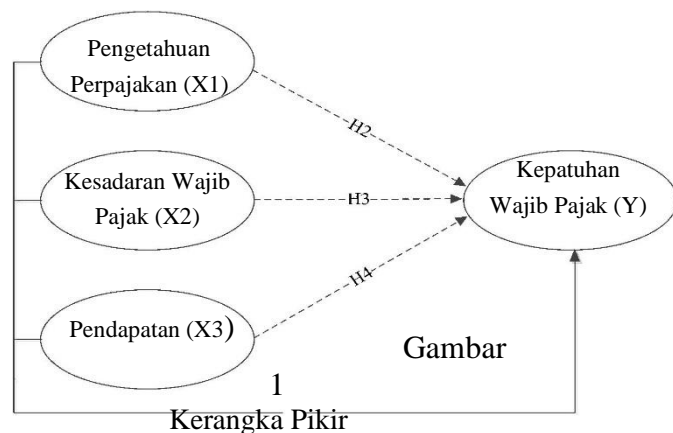 Pengetahuan
Perpajakan (X1)
H2
Kesadaran Wajib
Pajak (X2)
H3
Kepatuhan
Wajib Pajak (Y)
H4
Pendapatan (X3)
Gambar
1
Kerangka Pikir